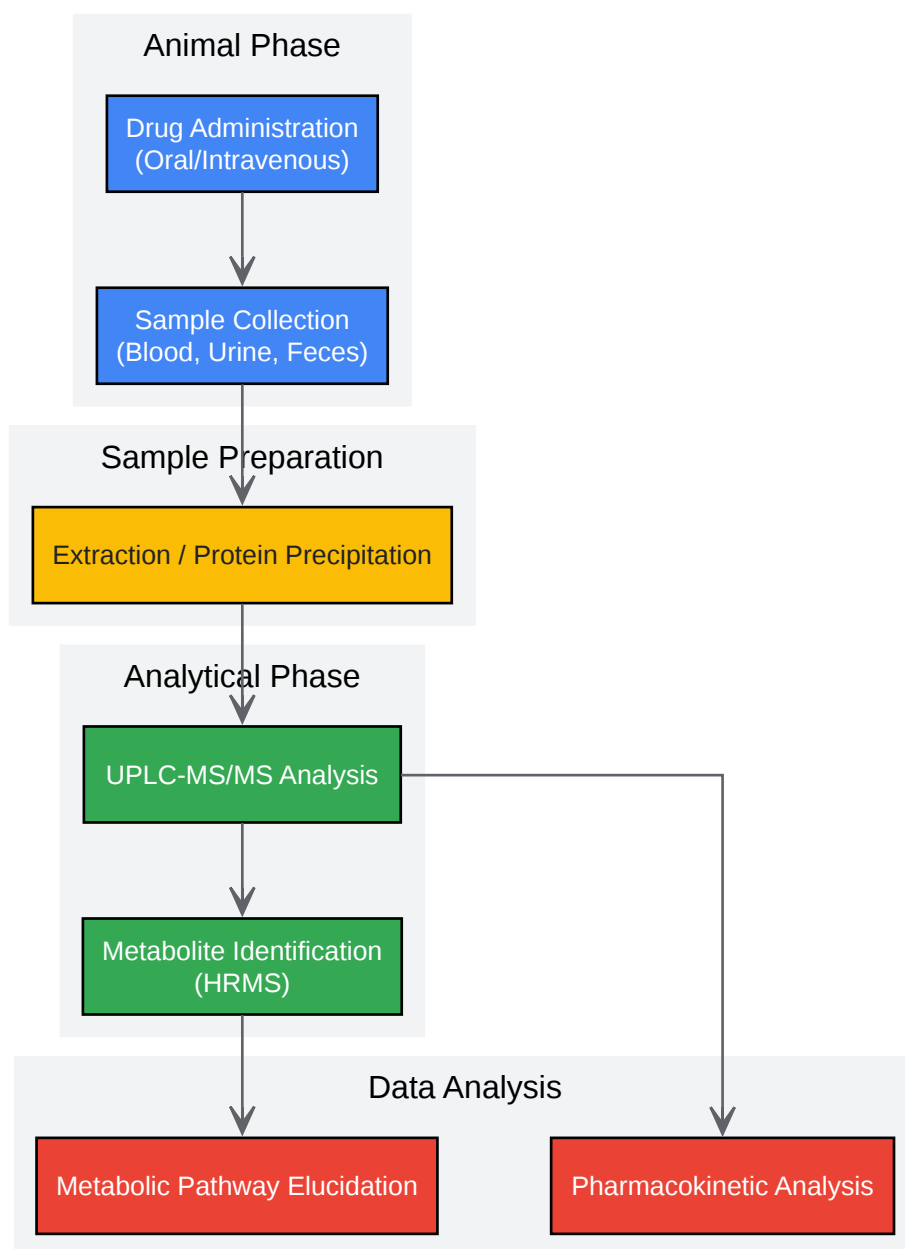 Animal Phase
Drug Administration
(Oral/Intravenous)
Sample Collection
(Blood, Urine, Feces)
Sample Preparation
Extraction / Protein Precipitation
Analytical Phase
UPLC-MS/MS Analysis
Metabolite Identification
(HRMS)
Data Analysis
Metabolic Pathway Elucidation
Pharmacokinetic Analysis